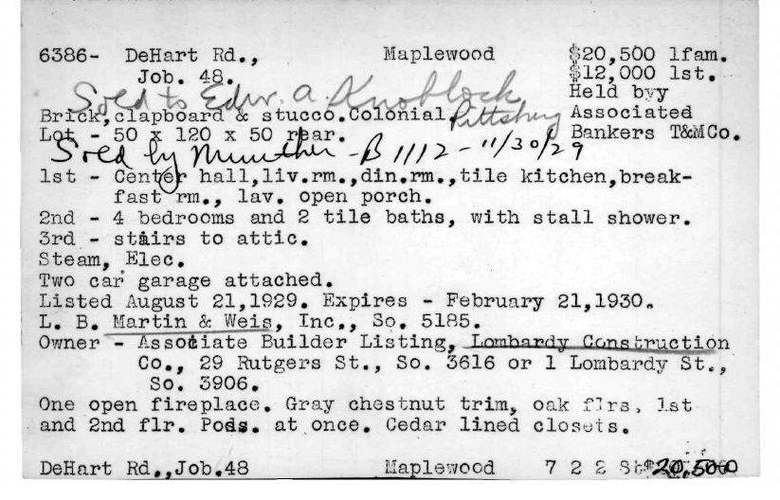 6386- DeHart Rd., Maplewood $20,500 1fam.
Job. 48. $12,000 1st.
Sold to Edw. A. Knoblock Held byy
Brick,clapboard & stucco.Colonial Pittsburg Associated
Lot - 50 x 120 x 50 rear. Bankers T&MCo.
Sold by - B 1112 - 11/30/29
1st - Center hall,liv.rm.,din.rm.,tile kitchen,break-
fast rm., lav. open porch.
2nd - 4 bedrooms and 2 tile baths, with stall shower.
3rd - stairs to attic.
Steam, Elec.
Two car garage attached.
Listed August 21,1929. Expires - February 21,1930.
L. B. Martin & Weis, Inc., So. 5185.
Owner - Associate Builder Listing, Lombardy Construction
Co., 29 Rutgers St., So. 3616 or 1 Lombardy St.,
So. 3906.
One open fireplace. Gray chestnut trim, oak flrs, 1st
and 2nd flr. Poss. at once. Cedar lined closets.
DeHart Rd.,Job.48 Maplewood 7 2 2 St $20,500